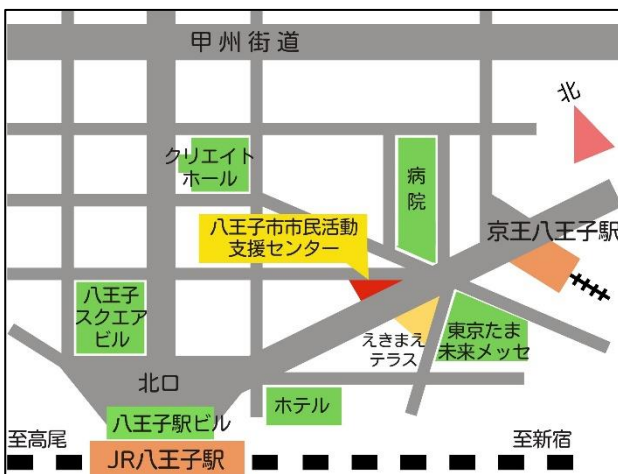 甲州街道
北
クリエイト
ホール
病
院
八王子市市民活動
支援センター
京王八王子駅
八王子
スクエア
ビル
えきまえ
テラス
東京たま
未来メッセ
北口
ホテル
八王子駅ビル
至高尾
至新宿
JR八王子駅